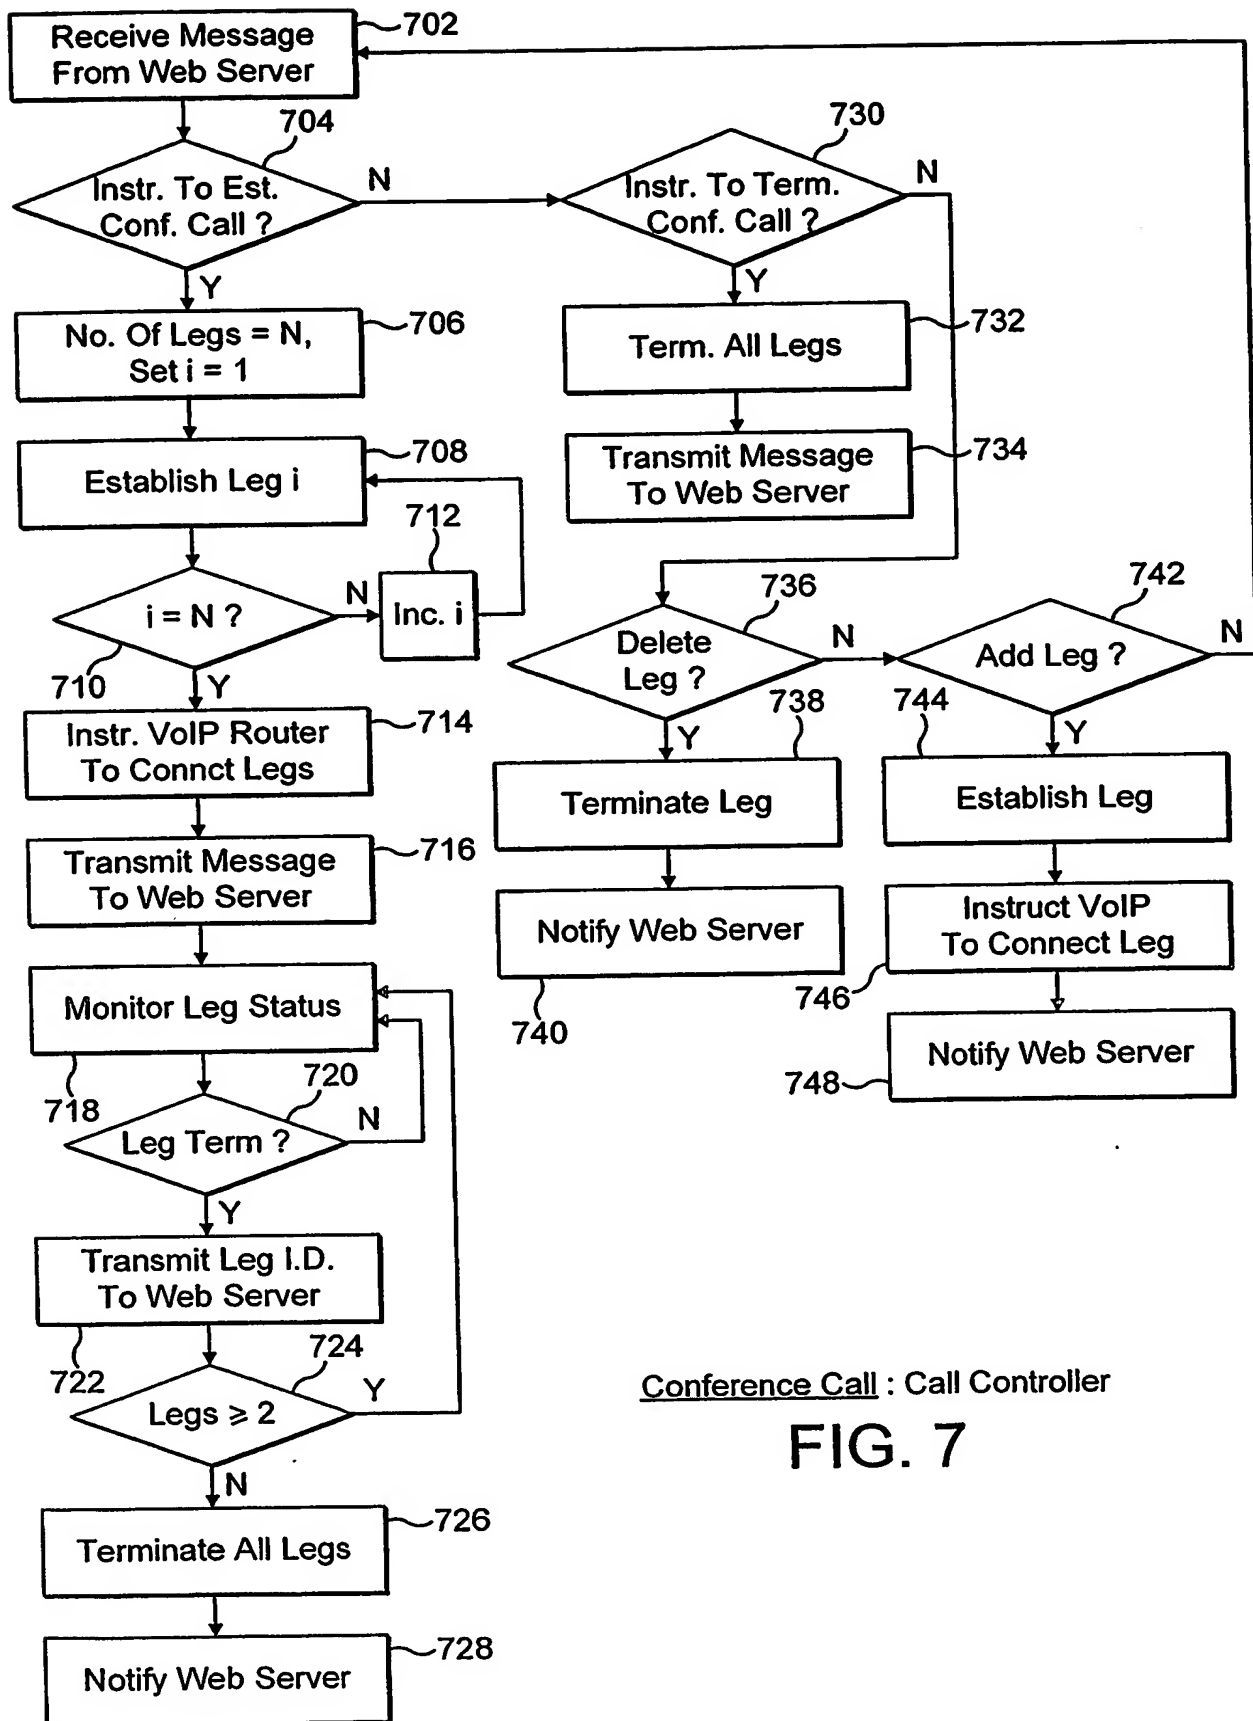 Receive Message
From Web Server
702
704
Instr. To Est.
Conf. Call ?
N
Y
730
Instr. To Term.
Conf. Call ?
N
Y
No. Of Legs = N,
Set i = 1
706
Term. All Legs
732
Establish Leg i
708
Transmit Message
To Web Server
734
712
Inc. i
i = N ?
N
710
Y
736
Delete
Leg ?
N
Y
742
Add Leg ?
N
Y
Instr. VoIP Router
To Connct Legs
714
738
Terminate Leg
744
Establish Leg
Transmit Message
To Web Server
716
Notify Web Server
740
Instruct VoIP
To Connect Leg
746
Monitor Leg Status
718
Notify Web Server
748
720
Leg Term ?
N
Y
Transmit Leg I.D.
To Web Server
722
724
Legs ⩾ 2
Y
N
Conference Call : Call Controller
FIG. 7
Terminate All Legs
726
Notify Web Server
728